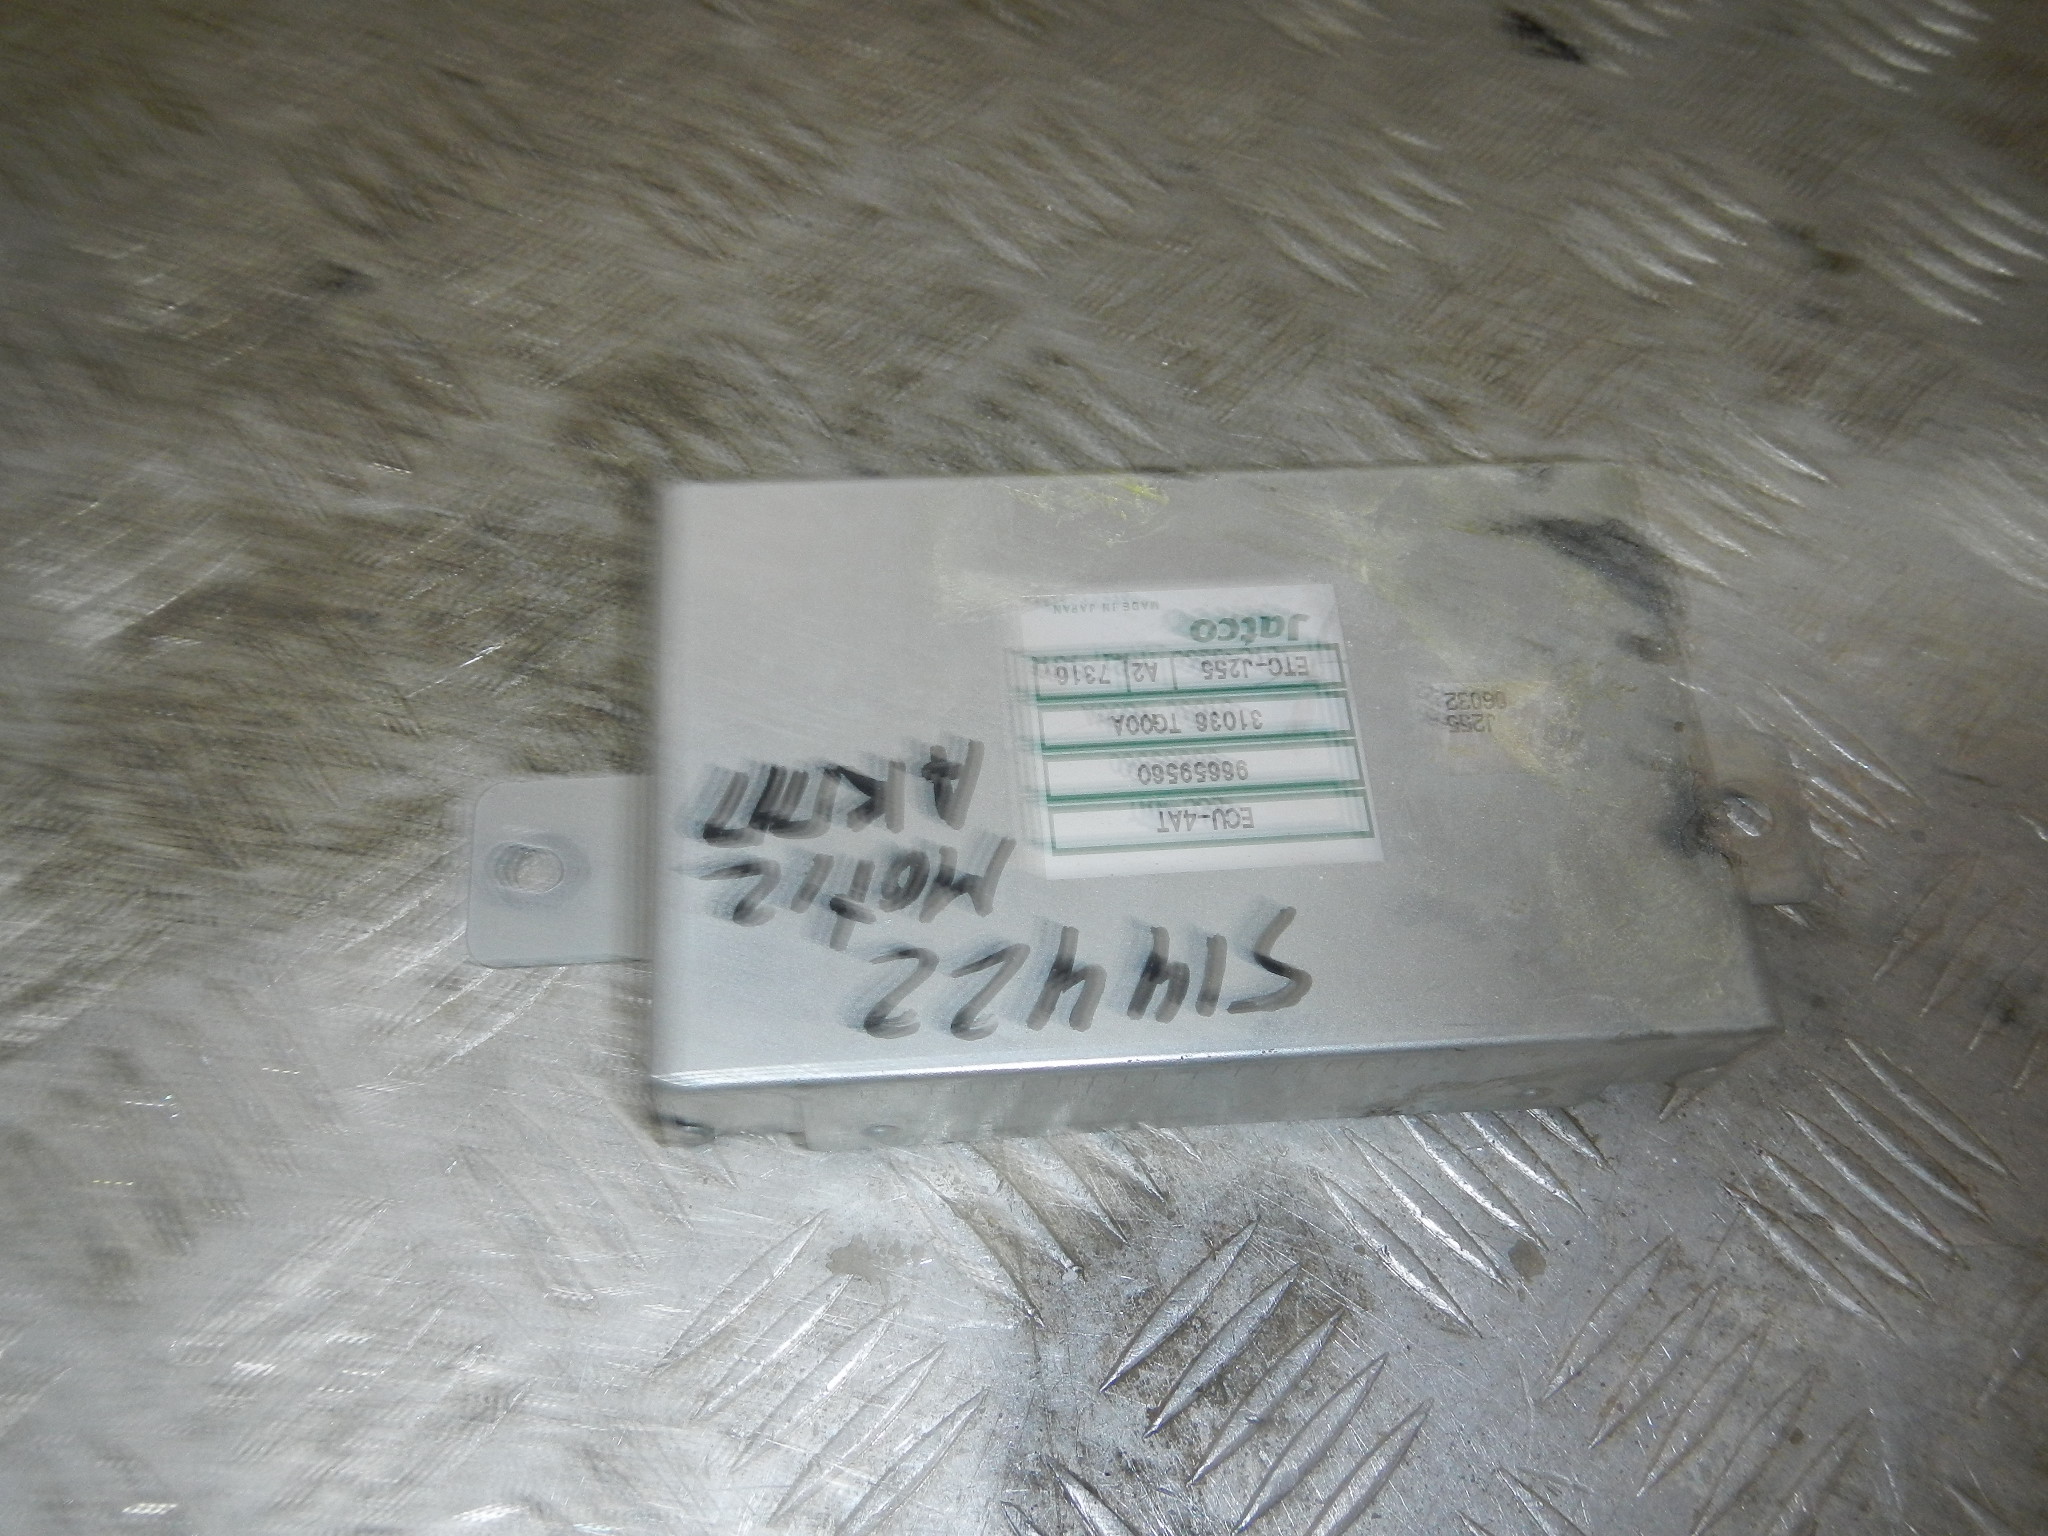 S14422
MATIZ
АКПП
ECU-4AT
96659560
31036 TG00A
ETC-J255 A2 7316
Jatco
MADE IN JAPAN
J255
06032